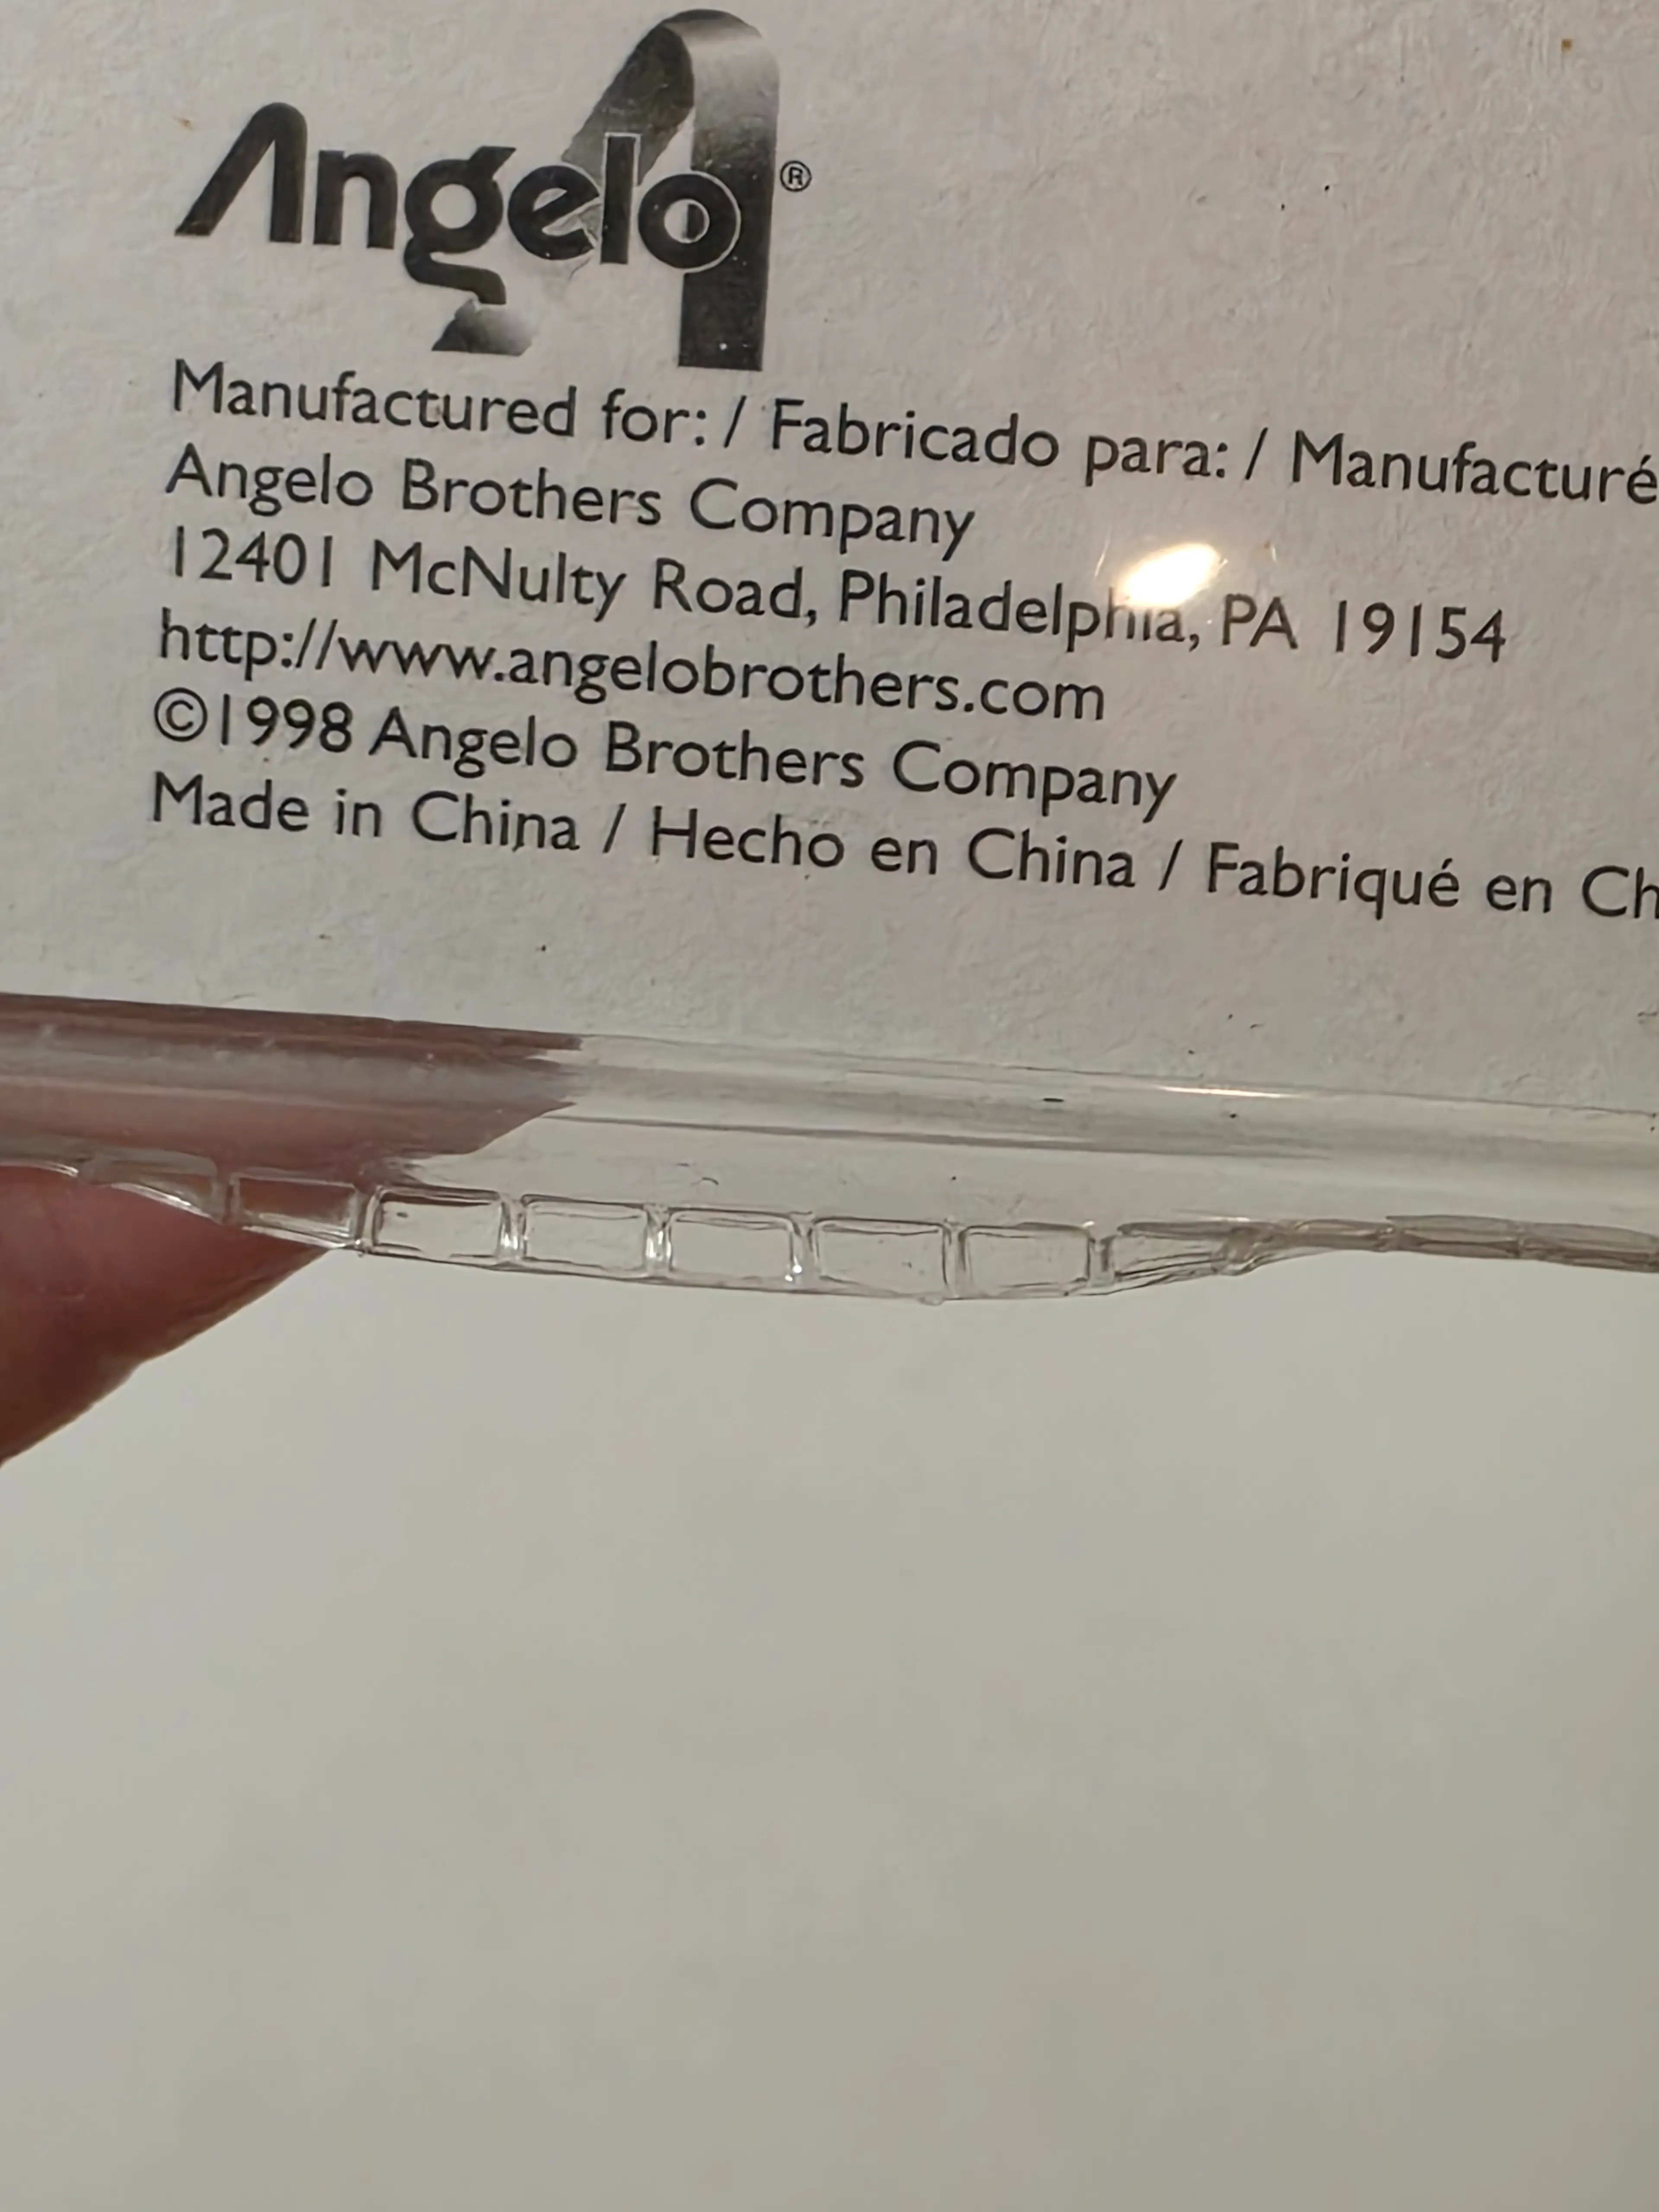 Angelo®
Manufactured for: / Fabricado para: / Manufacturé
Angelo Brothers Company
12401 McNulty Road, Philadelphia, PA 19154
http://www.angelobrothers.com
©1998 Angelo Brothers Company
Made in China / Hecho en China / Fabriqué en Ch